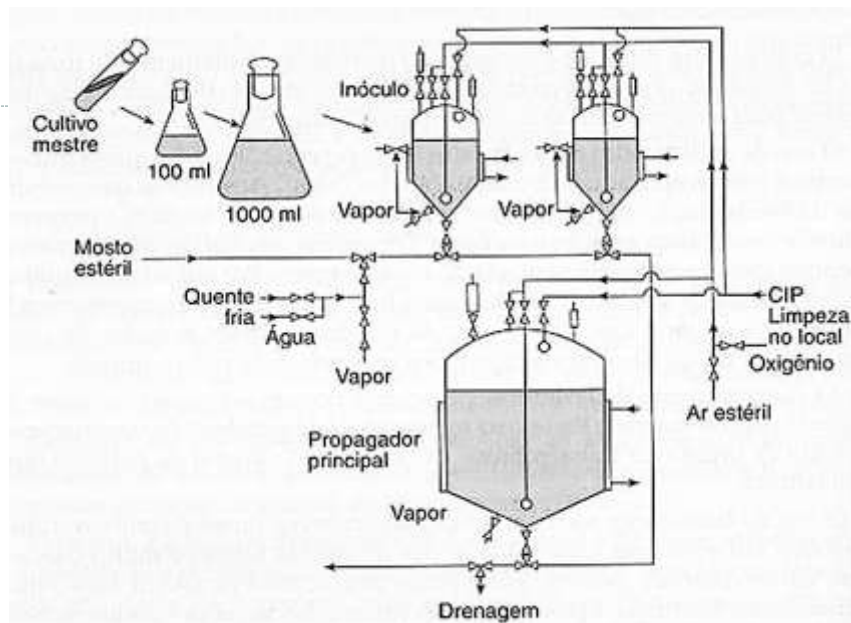 Cultivo
mestre
100 ml
1000 ml
Inóculo
Vapor
Vapor
Mosto
estéril
Quente
fria
Água
Vapor
CIP
Limpeza
no local
Oxigênio
Ar estéril
Propagador
principal
Vapor
Drenagem